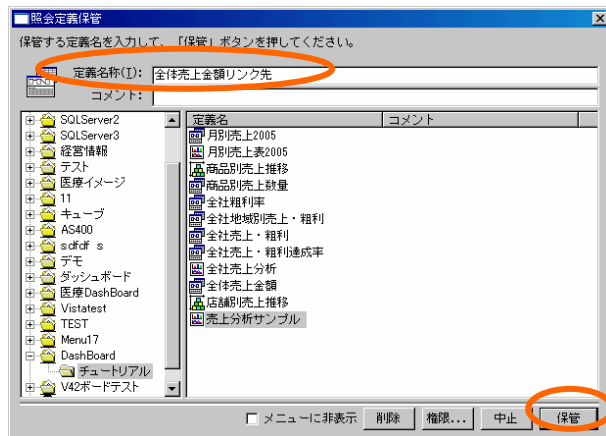 照会定義保管
保管する定義名を入力して、「保管」ボタンを押してください。
定義名称(I): 全体売上金額リンク先
コメント:
SQLServer2
SQLServer3
経営情報
テスト
医療イメージ
11
キューブ
AS400
sdfdf s
デモ
ダッシュボード
医療DashBoard
Vistatest
TEST
Menu17
DashBoard
チュートリアル
V42ボードテスト
定義名 コメント
月別売上2005
月別売上表2005
商品別売上推移
商品別売上数量
全社粗利率
全社地域別売上・粗利
全社売上・粗利
全社売上・粗利達成率
全社売上分析
全体売上金額
店舗別売上推移
売上分析サンプル
メニューに非表示 削除 権限... 中止 保管